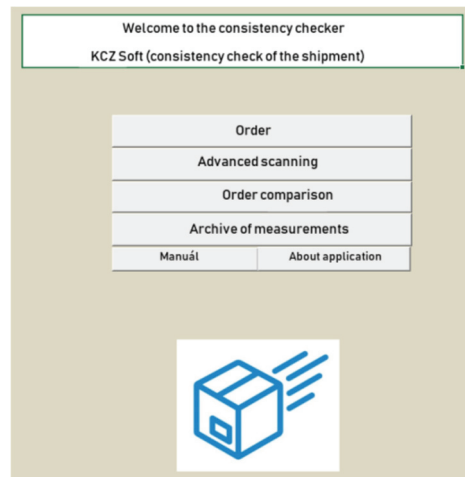 Welcome to the consistency checker
KCZ Soft (consistency check of the shipment)
Order
Advanced scanning
Order comparison
Archive of measurements
Manuál
About application